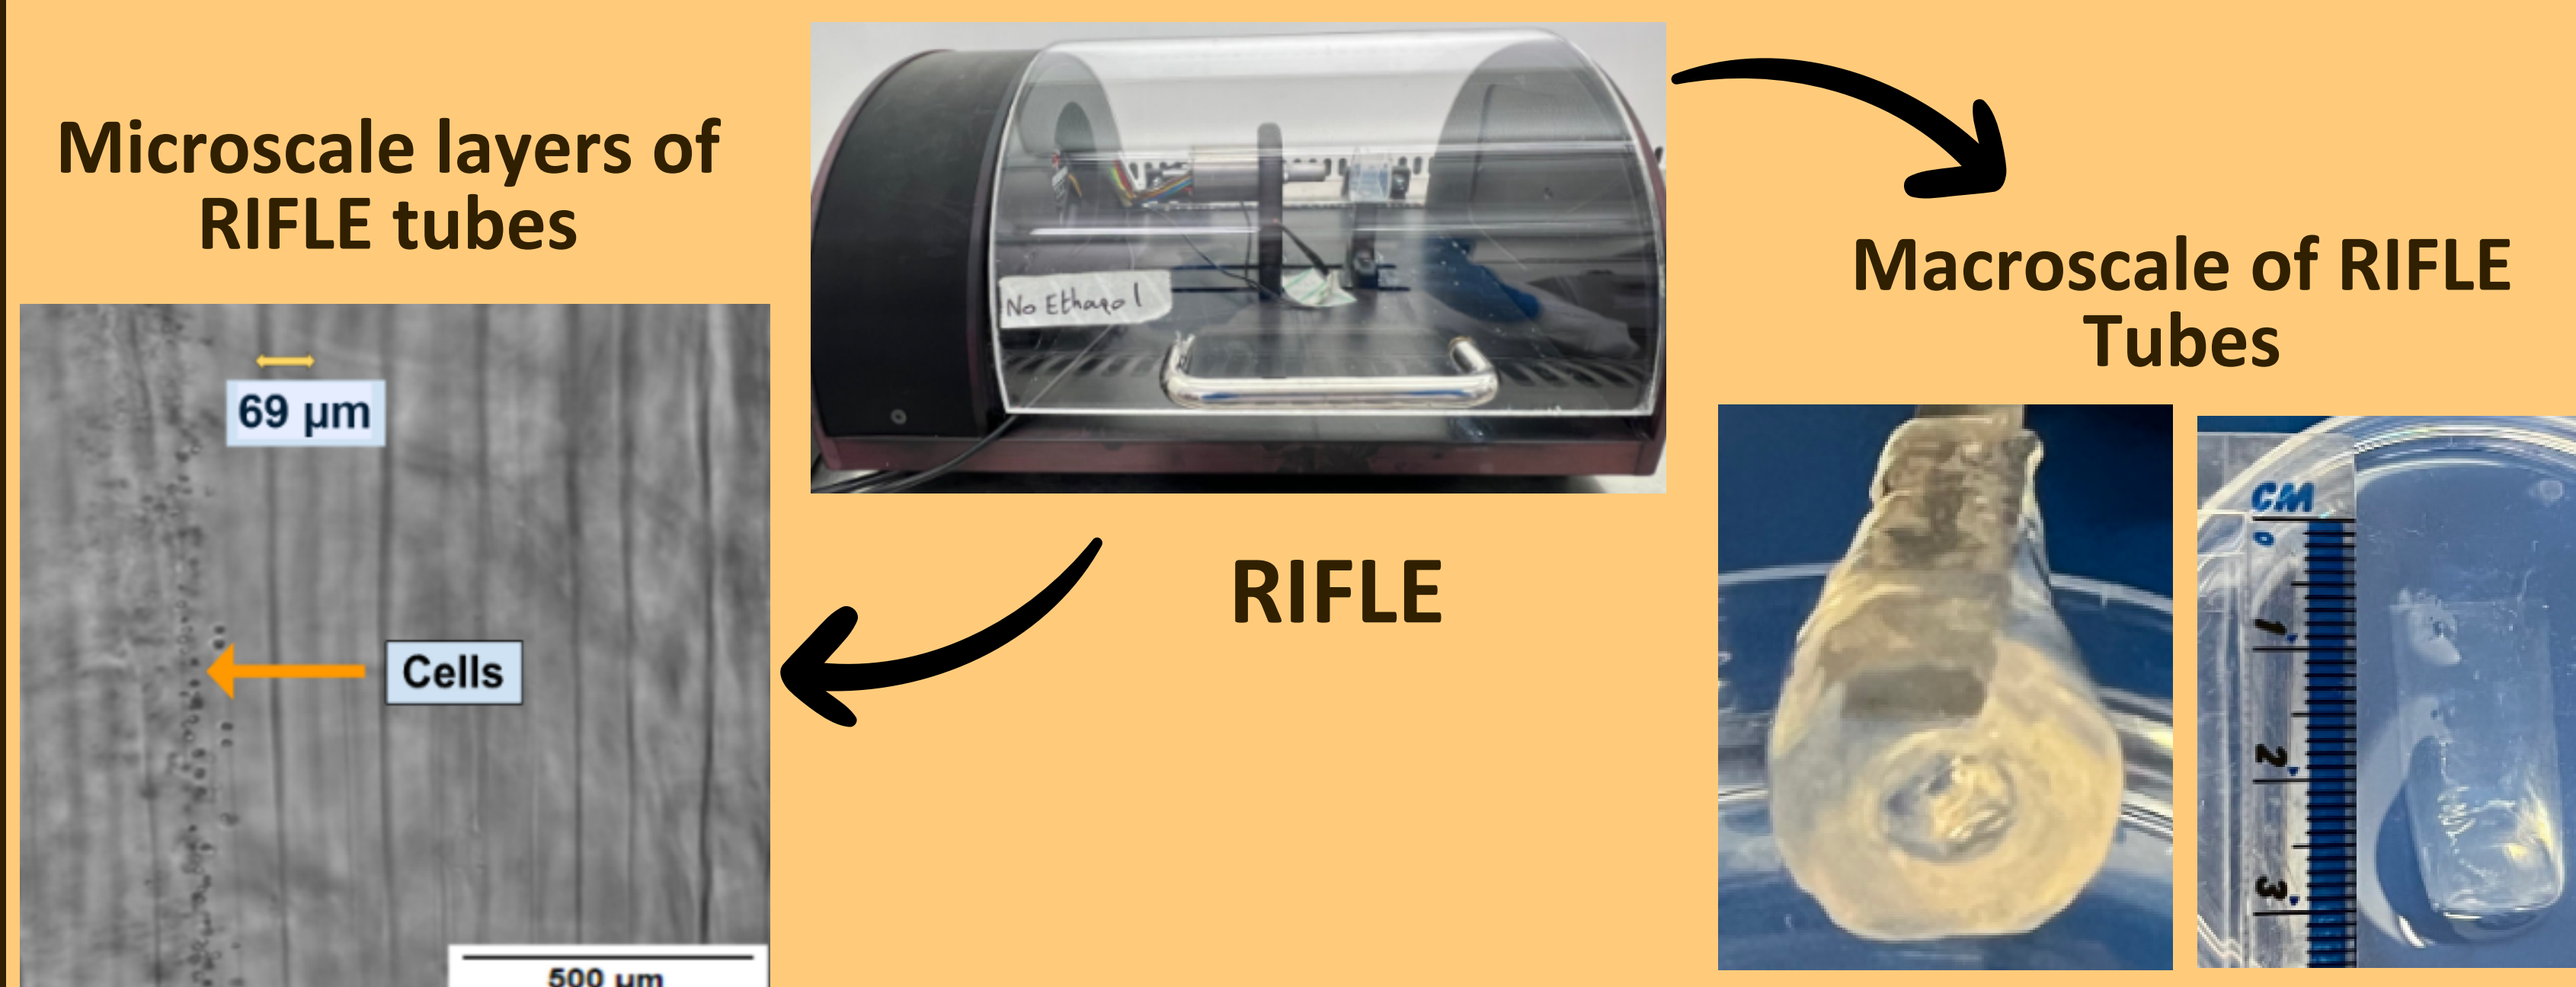 Microscale layers of
RIFLE tubes
69 µm
Cells
500 µm
No Ethanol
RIFLE
Macroscale of RIFLE
Tubes
CM
0
1
2
3